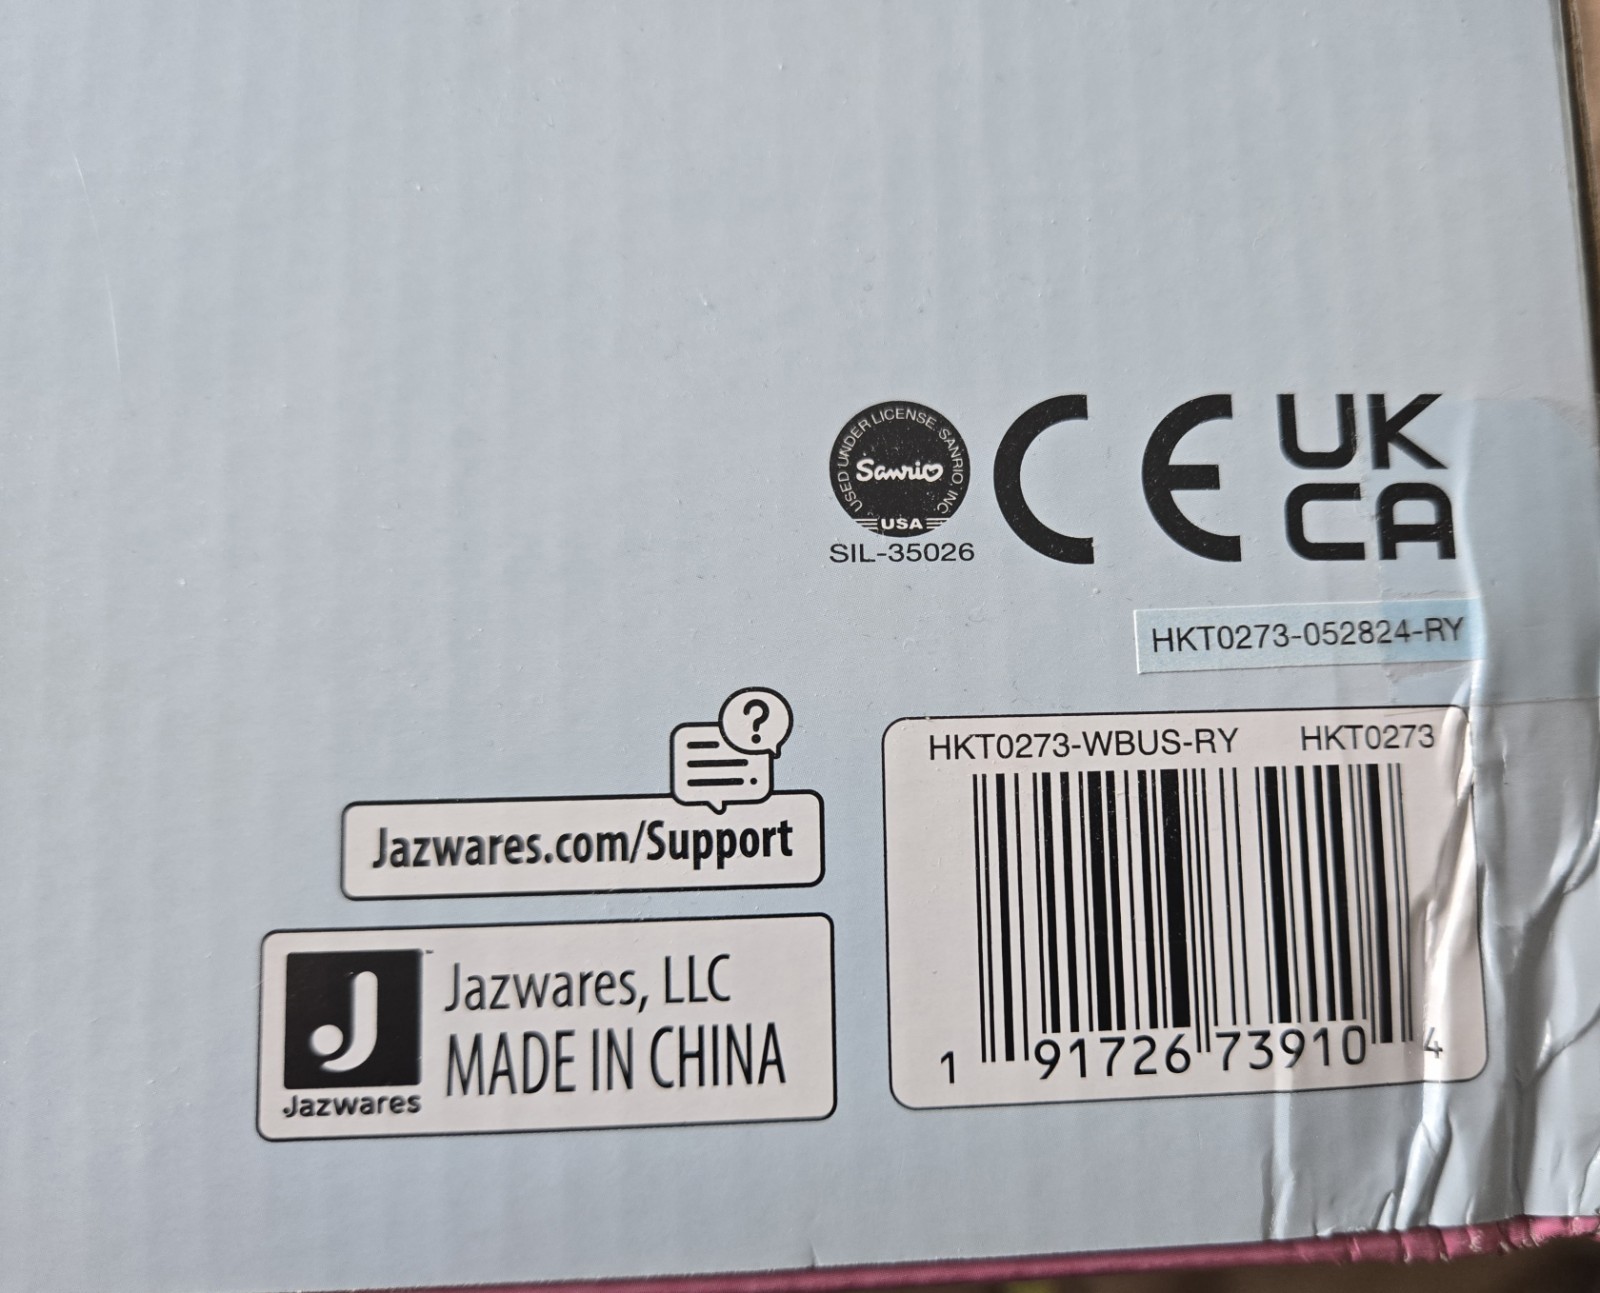 USED UNDER LICENSE. SANRIO, INC.
Sanrio
USA
SIL-35026
CE
UK
CA
HKT0273-052824-RY
HKT0273-WBUS-RY HKT0273
1 91726 73910 4
?
Jazwares.com/Support
J
Jazwares
Jazwares, LLC
MADE IN CHINA